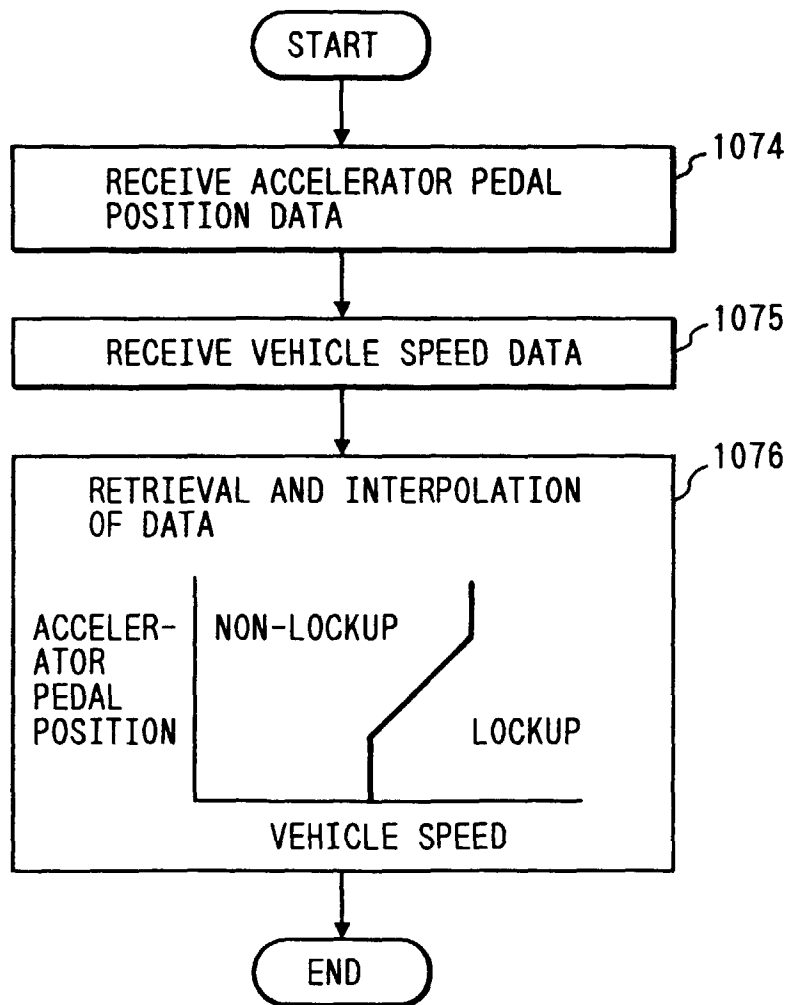 START
1074
RECEIVE ACCELERATOR PEDAL
POSITION DATA
1075
RECEIVE VEHICLE SPEED DATA
1076
RETRIEVAL AND INTERPOLATION
OF DATA
ACCELER-
ATOR
PEDAL
POSITION
NON-LOCKUP
LOCKUP
VEHICLE SPEED
END